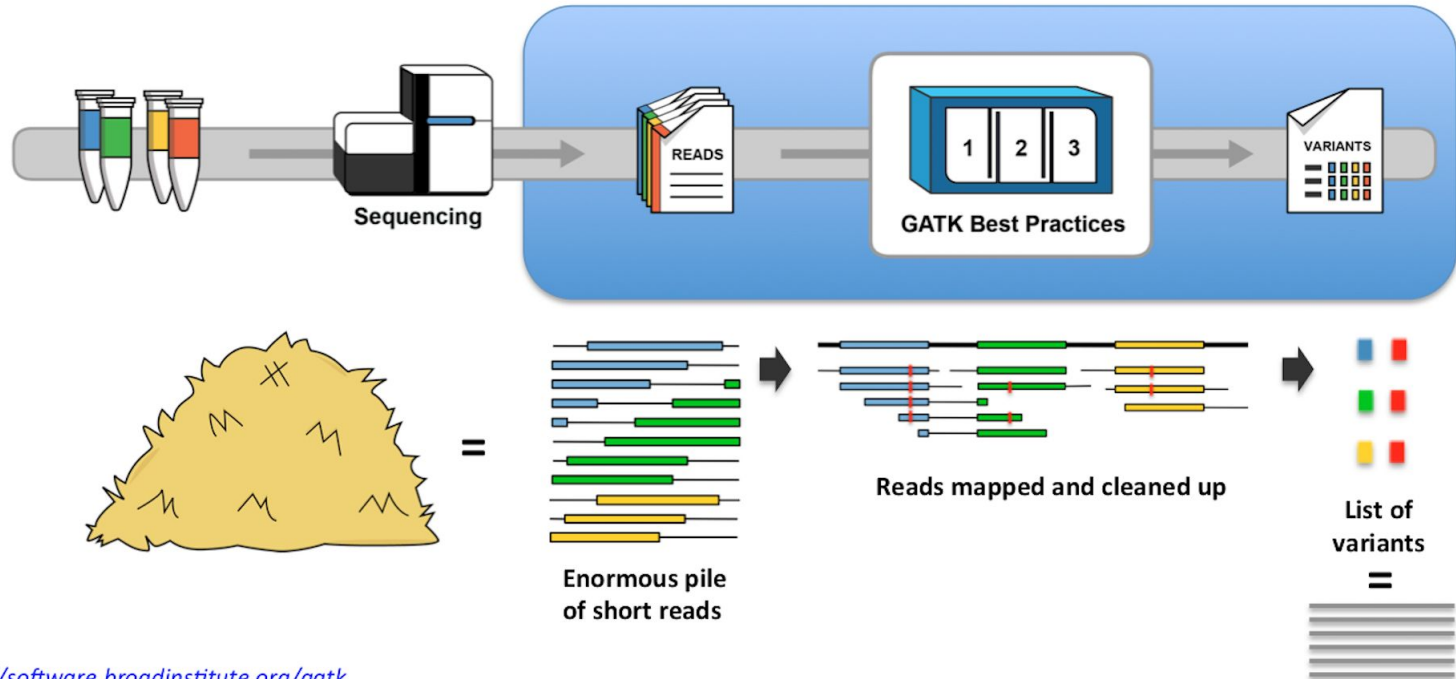 READS
1 2 3
VARIANTS
Sequencing
GATK Best Practices
=
Reads mapped and cleaned up
List of
variants
=
Enormous pile
of short reads
/software.broadinstitute.org/gatk